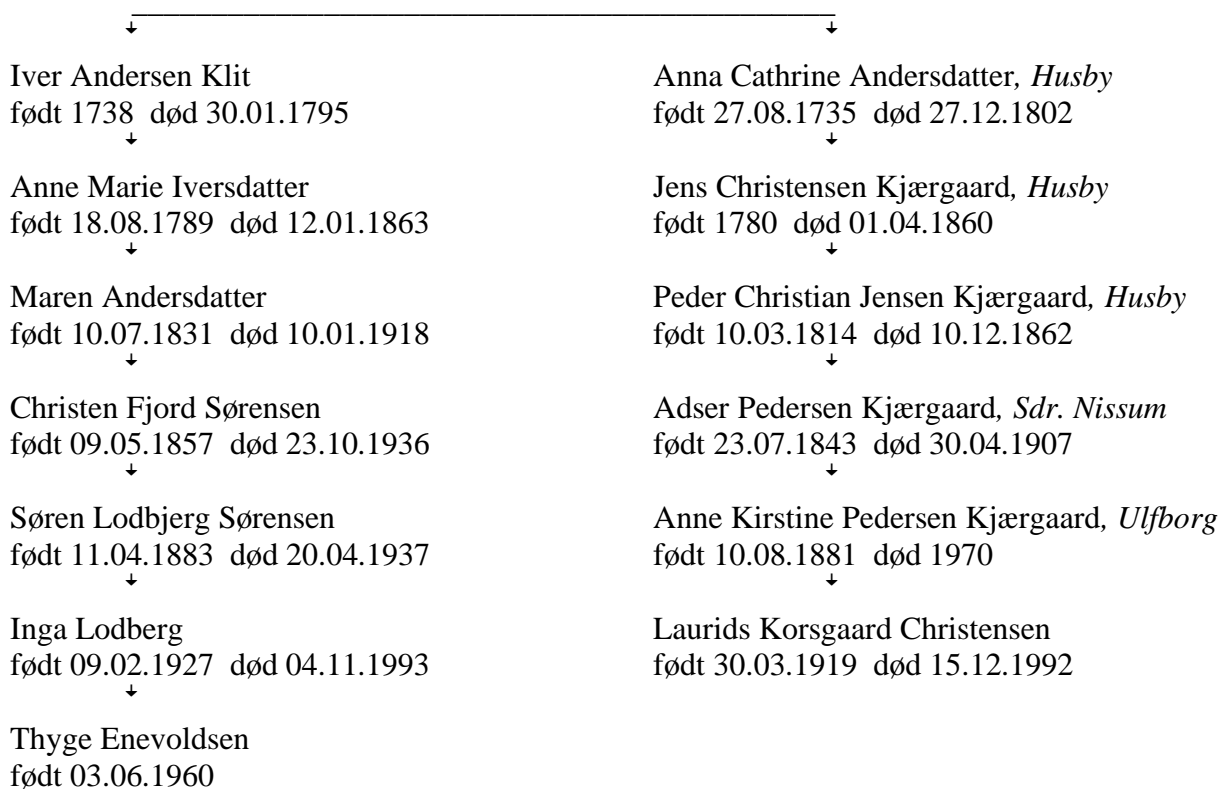 Iver Andersen Klit
født 1738 død 30.01.1795
Anne Marie Iversdatter
født 18.08.1789 død 12.01.1863
Maren Andersdatter
født 10.07.1831 død 10.01.1918
Christen Fjord Sørensen
født 09.05.1857 død 23.10.1936
Søren Lodbjerg Sørensen
født 11.04.1883 død 20.04.1937
Inga Lodberg
født 09.02.1927 død 04.11.1993
Thyge Enevoldsen
født 03.06.1960
Anna Cathrine Andersdatter, Husby
født 27.08.1735 død 27.12.1802
Jens Christensen Kjærgaard, Husby
født 1780 død 01.04.1860
Peder Christian Jensen Kjærgaard, Husby
født 10.03.1814 død 10.12.1862
Adser Pedersen Kjærgaard, Sdr. Nissum
født 23.07.1843 død 30.04.1907
Anne Kirstine Pedersen Kjærgaard, Ulfborg
født 10.08.1881 død 1970
Laurids Korsgaard Christensen
født 30.03.1919 død 15.12.1992